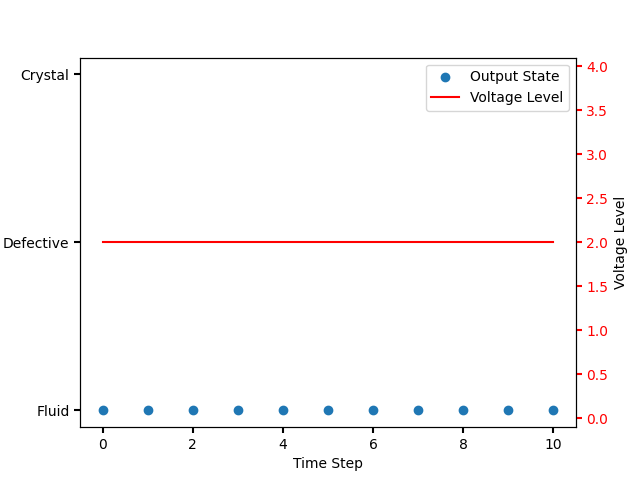 Crystal
Defective
Fluid
Output State
Voltage Level
4.0
3.5
3.0
2.5
2.0
1.5
1.0
0.5
0.0
Voltage Level
0 2 4 6 8 10
Time Step